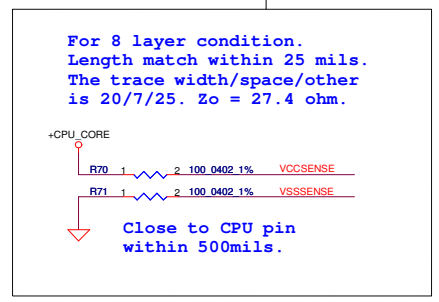 For 8 layer condition.
Length match within 25 mils.
The trace width/space/other
is 20/7/25. Zo = 27.4 ohm.
+CPU_CORE
R70 1 2 100_0402_1% VCCSENSE
R71 1 2 100_0402_1% VSSSENSE
Close to CPU pin
within 500mils.